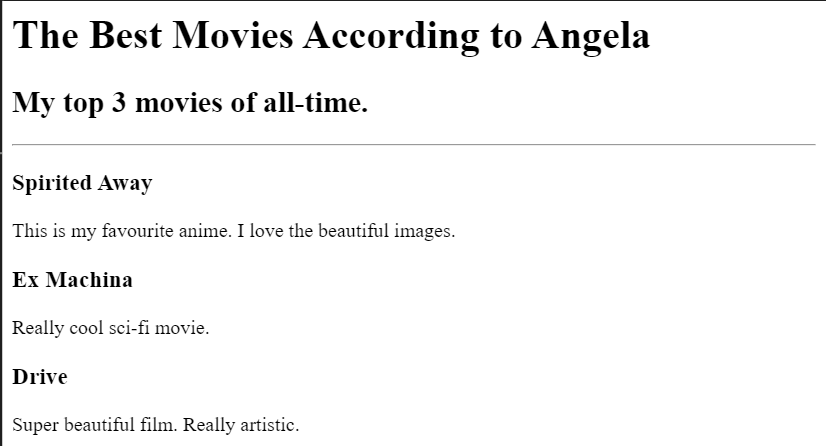 The Best Movies According to Angela
My top 3 movies of all-time.
Spirited Away
This is my favourite anime. I love the beautiful images.
Ex Machina
Really cool sci-fi movie.
Drive
Super beautiful film. Really artistic.